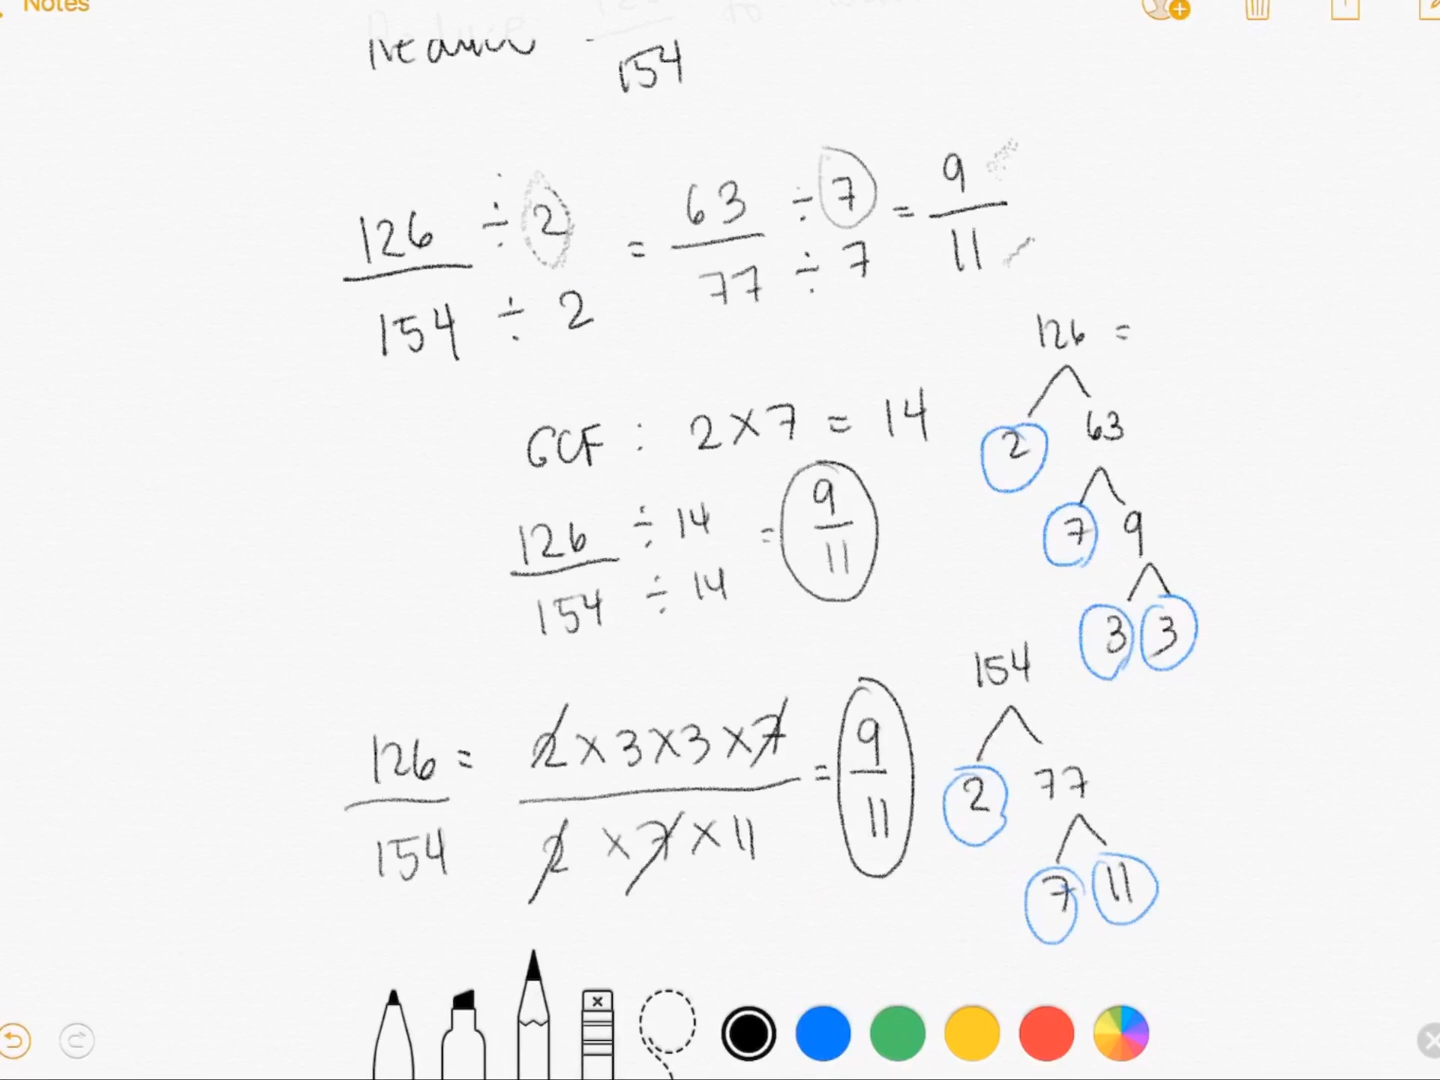 Notes
Reduce
154
126 ÷ 2 = 63 ÷ 7 = 9
154 ÷ 2 77 ÷ 7 11
126 =
GCF : 2 X 7 = 14
2 63
126 ÷ 14 = 9
154 ÷ 14 11
7 9
3 3
154
126 = 2 X 3 X 3 X 7 = 9
154 2 X 7 X 11 11
2 77
7 11